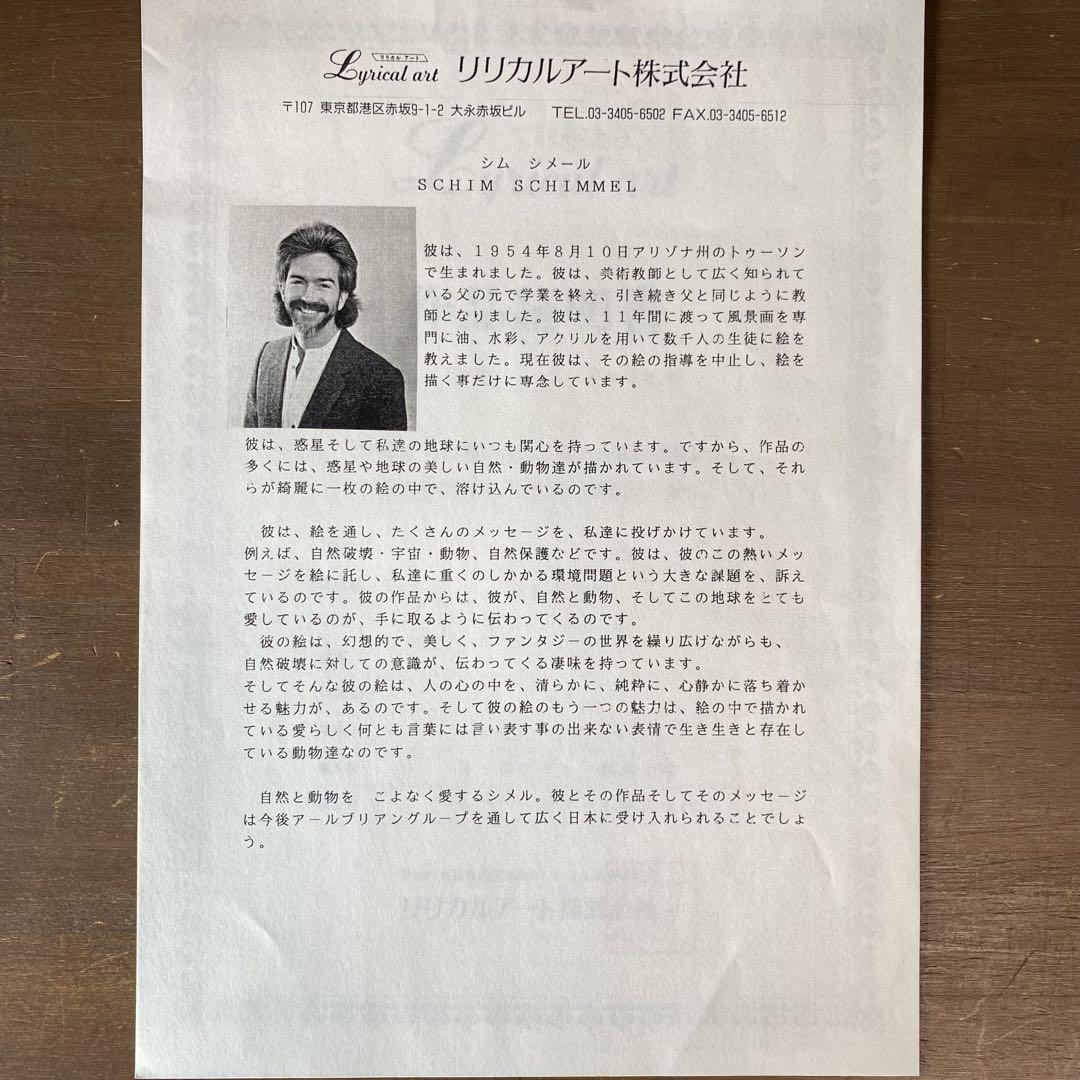 リリカル アート
Lyrical art リリカルアート株式会社
〒107 東京都港区赤坂9-1-2 大永赤坂ビル TEL.03-3405-6502 FAX.03-3405-6512
シム シメール
SCHIM SCHIMMEL
彼は、1954年8月10日アリゾナ州のトゥーソン
で生まれました。彼は、美術教師として広く知られて
いる父の元で学業を終え、引き続き父と同じように教
師となりました。彼は、11年間に渡って風景画を専
門に油、水彩、アクリルを用いて数千人の生徒に絵を
教えました。現在彼は、その絵の指導を中止し、絵を
描く事だけに専念しています。
彼は、惑星そして私達の地球にいつも関心を持っています。ですから、作品の
多くには、惑星や地球の美しい自然・動物達が描かれています。そして、それ
らが綺麗に一枚の絵の中で、溶け込んでいるのです。
彼は、絵を通し、たくさんのメッセージを、私達に投げかけています。
例えば、自然破壊・宇宙・動物、自然保護などです。彼は、彼のこの熱いメッ
セージを絵に託し、私達に重くのしかかる環境問題という大きな課題を、訴え
ているのです。彼の作品からは、彼が、自然と動物、そしてこの地球をとても
愛しているのが、手に取るように伝わってくるのです。
彼の絵は、幻想的で、美しく、ファンタジーの世界を繰り広げながらも、
自然破壊に対しての意識が、伝わってくる凄味を持っています。
そしてそんな彼の絵は、人の心の中を、清らかに、純粋に、心静かに落ち着か
せる魅力が、あるのです。そして彼の絵のもう一つの魅力は、絵の中で描かれ
ている愛らしく何とも言葉には言い表す事の出来ない表情で生き生きと存在し
ている動物達なのです。
自然と動物を こよなく愛するシメル。彼とその作品そしてそのメッセージ
は今後アールブリアングループを通して広く日本に受け入れられることでしょ
う。
リリカルアート株式会社